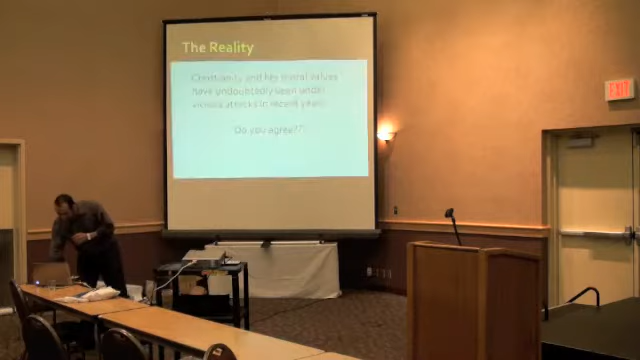 The Reality
Christianity and key moral values
have undoubtedly been under
vicious attacks in recent years.
Do you agree??
EXIT